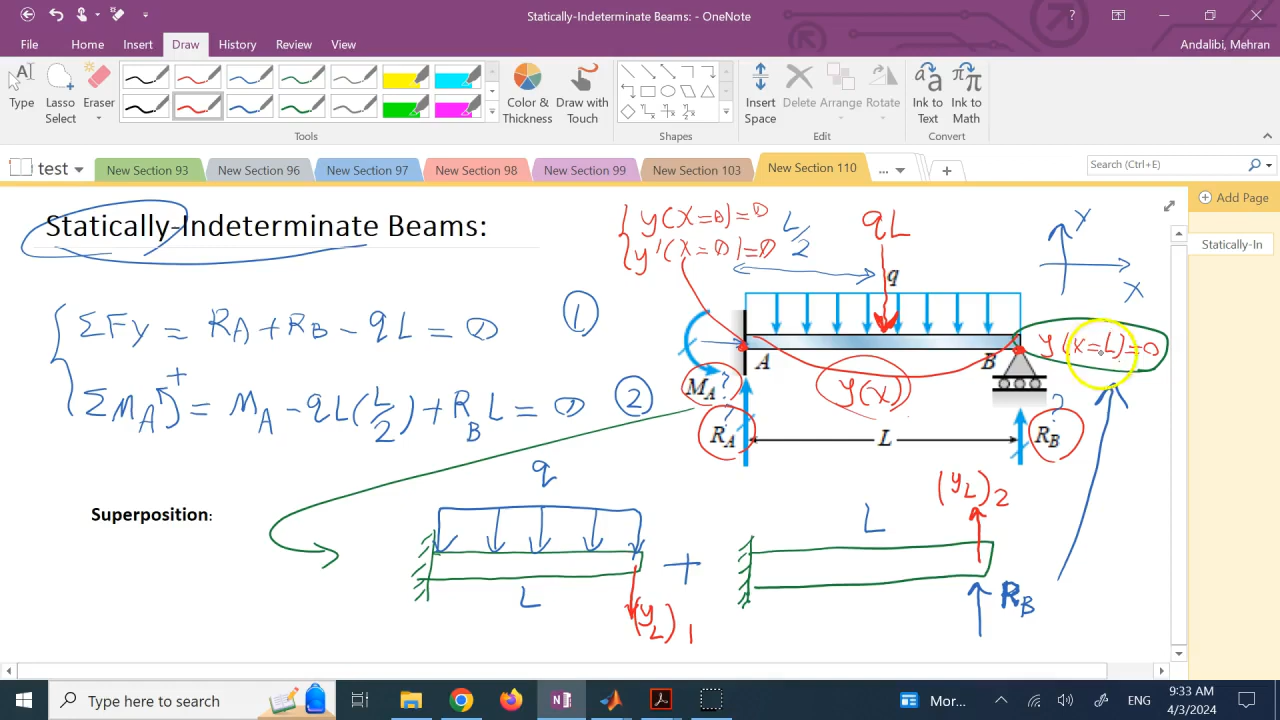 Statically-Indeterminate Beams: - OneNote
?
File Home Insert Draw History Review View
Andalibi, Mehran
Type
Lasso Select
Eraser
Color & Thickness
Draw with Touch
Insert Space
Delete
Arrange
Rotate
Ink to Text
Ink to Math
Tools
Shapes
Edit
Convert
test
New Section 93
New Section 96
New Section 97
New Section 98
New Section 99
New Section 103
New Section 110
...
Search (Ctrl+E)
Add Page
Statically-In
Statically-Indeterminate Beams:
y(x=0)=0
y'(x=0)=0
L/2
qL
q
Y
X
ΣFy = RA + RB - qL = 0 ①
A
B
y(x=L)=0
MA ?
y(x)
ΣMA + = MA - qL(L/2) + RB L = 0 ②
?
RA
L
?
RB
Superposition:
q
L
(yL)1
+
L
(yL)2
RB
Type here to search
Mor...
ENG
9:33 AM
4/3/2024